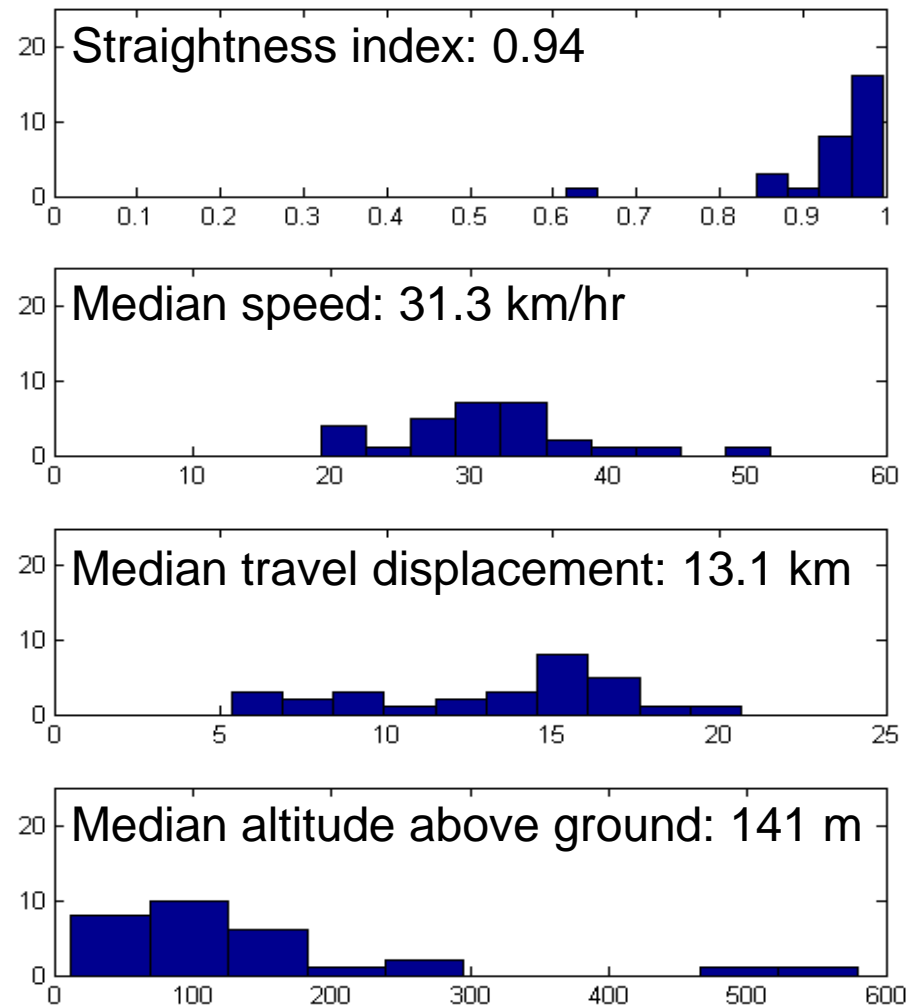 Straightness index: 0.94
20
10
0
0 0.1 0.2 0.3 0.4 0.5 0.6 0.7 0.8 0.9 1
Median speed: 31.3 km/hr
20
10
0
0 10 20 30 40 50 60
Median travel displacement: 13.1 km
20
10
0
0 5 10 15 20 25
Median altitude above ground: 141 m
20
10
0
0 100 200 300 400 500 600